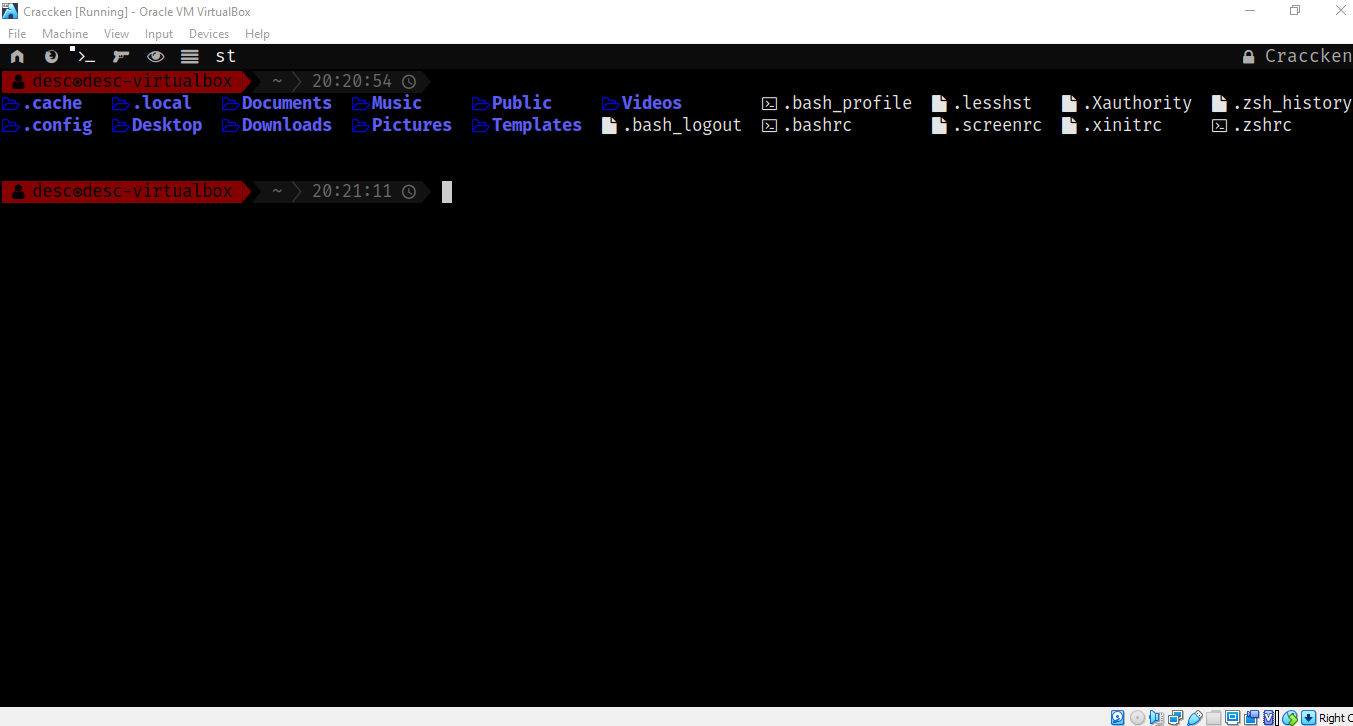 Craccken [Running] - Oracle VM VirtualBox
File Machine View Input Devices Help
st Craccken
desc@desc-virtualbox ~ 20:20:54
.cache .local Documents Music Public Videos .bash_profile .lesshst .Xauthority .zsh_history
.config Desktop Downloads Pictures Templates .bash_logout .bashrc .screenrc .xinitrc .zshrc
desc@desc-virtualbox ~ 20:21:11
Right C